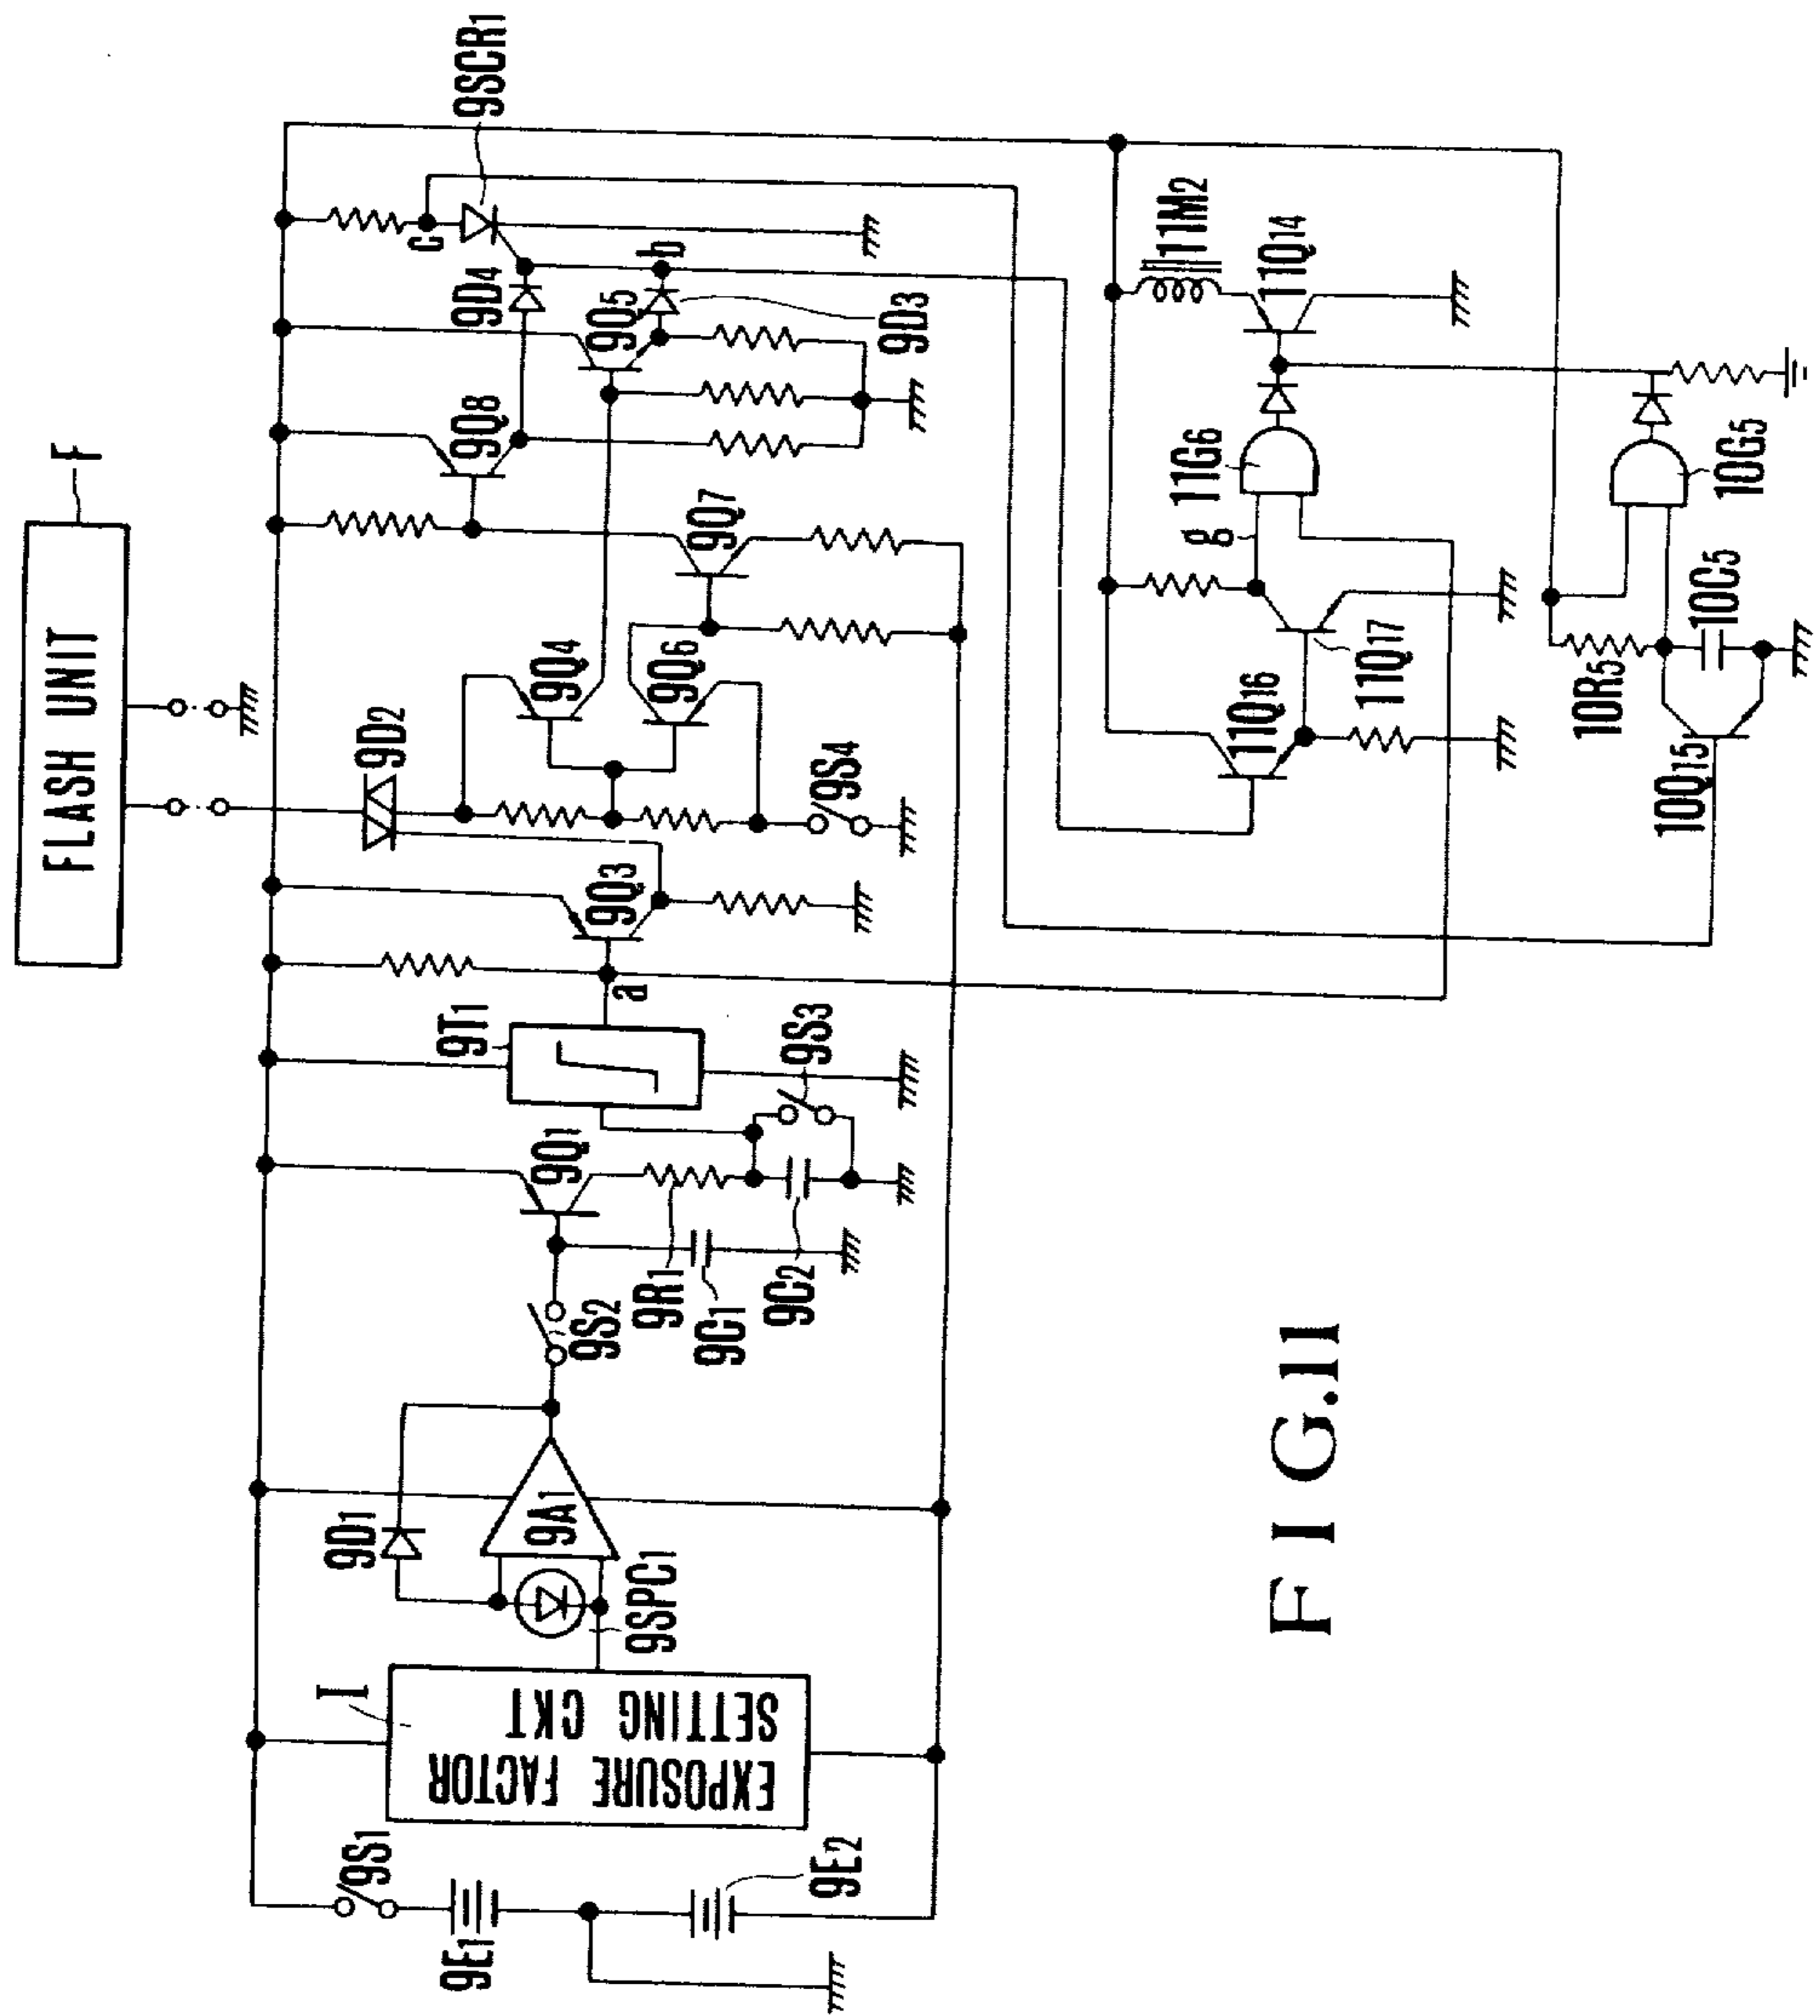 FLASH UNIT
F
9SCR1
c
9D4
b
9Q5
9D3
9Q8
9Q7
9Q4
9Q6
9D2
9S4
9Q3
a
9T1
9S3
9Q1
9R1
9C1
9C2
9S2
9D1
9A1
9SPC1
I
EXPOSURE FACTOR
SETTING CKT
9S1
9E1
9E2
11M2
11Q14
11G6
g
11Q16
11Q17
10G5
10C5
10R5
10Q15
FIG.11